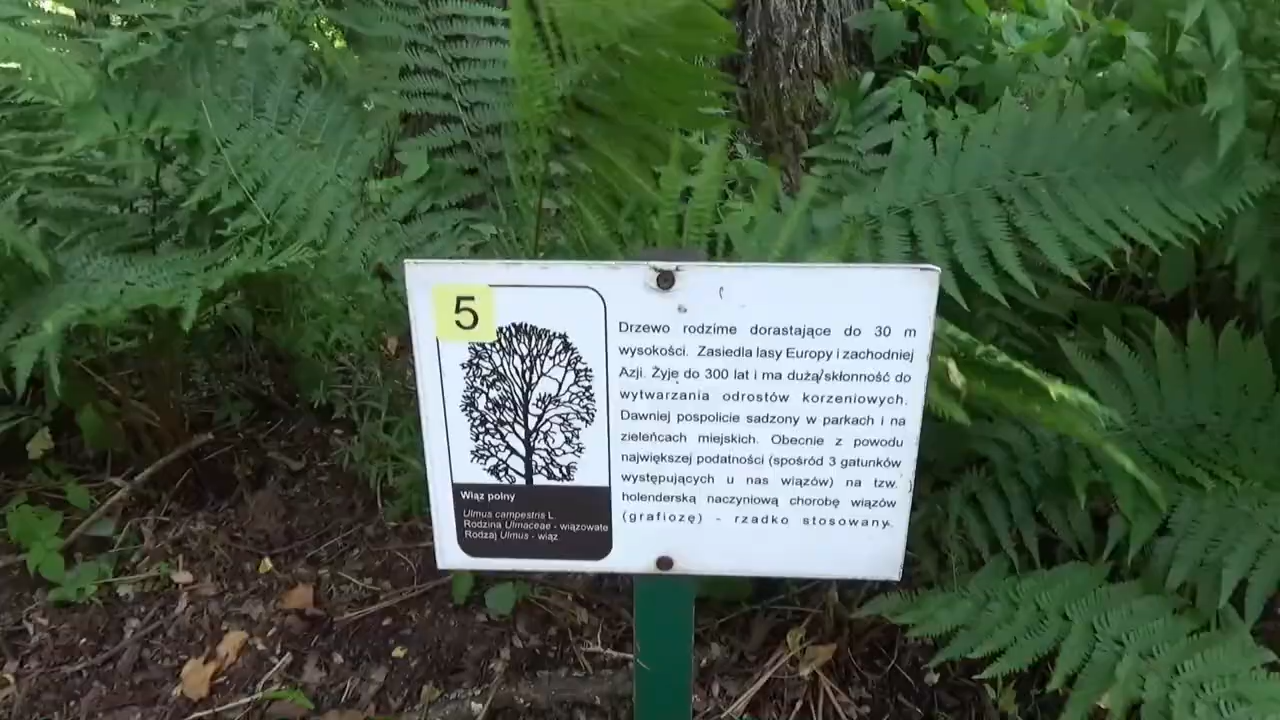 5
Wiąz polny
Ulmus campestris L.
Rodzina Ulmaceae - wiązowate
Rodzaj Ulmus - wiąz
Drzewo rodzime dorastające do 30 m
wysokości. Zasiedla lasy Europy i zachodniej
Azji. Żyje do 300 lat i ma dużą skłonność do
wytwarzania odrostów korzeniowych.
Dawniej pospolicie sadzony w parkach i na
zieleńcach miejskich. Obecnie z powodu
największej podatności (spośród 3 gatunków
występujących u nas wiązów) na tzw.
holenderską naczyniową chorobę wiązów
(grafiozę) - rzadko stosowany.